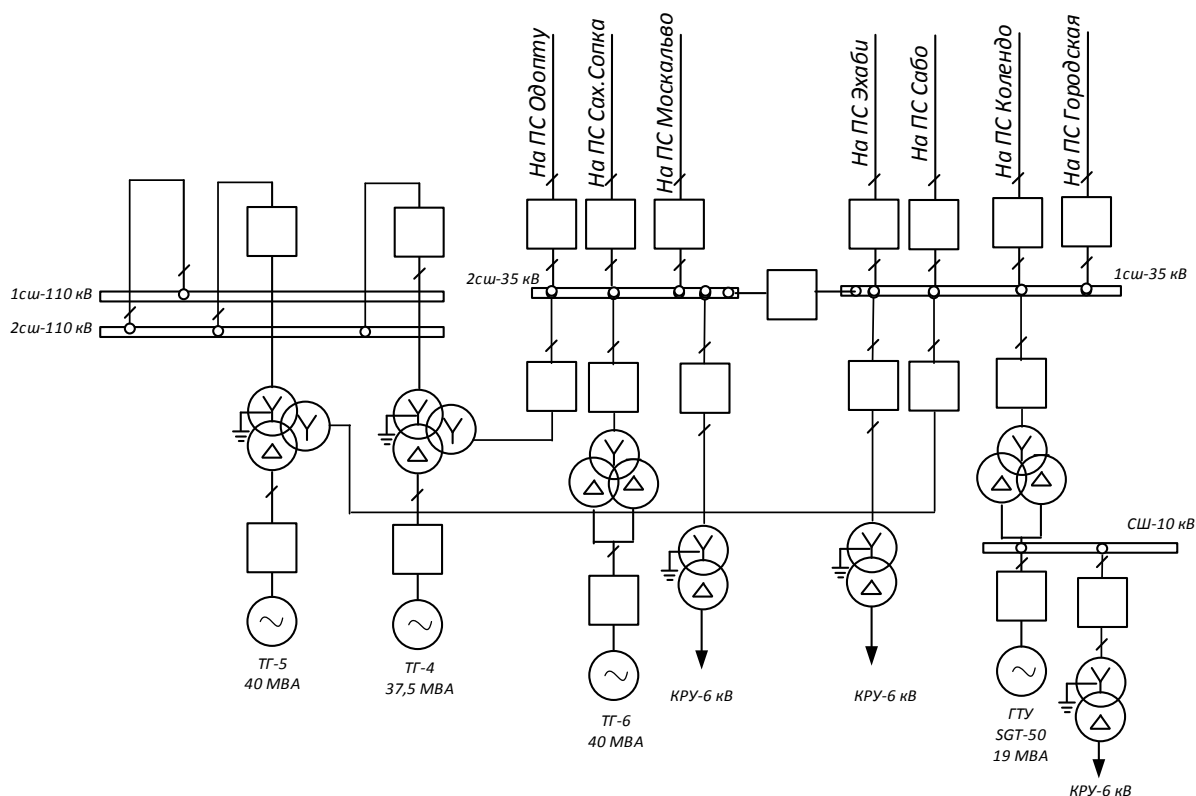 На ПС Одопту
На ПС Сах.Сопка
На ПС Москальво
На ПС Эхаби
На ПС Сабо
На ПС Колендо
На ПС Городская
1сш-110 кВ
2сш-110 кВ
2сш-35 кВ
1сш-35 кВ
СШ-10 кВ
ТГ-5
40 МВА
ТГ-4
37,5 МВА
ТГ-6
40 МВА
КРУ-6 кВ
КРУ-6 кВ
ГТУ
SGT-50
19 МВА
КРУ-6 кВ